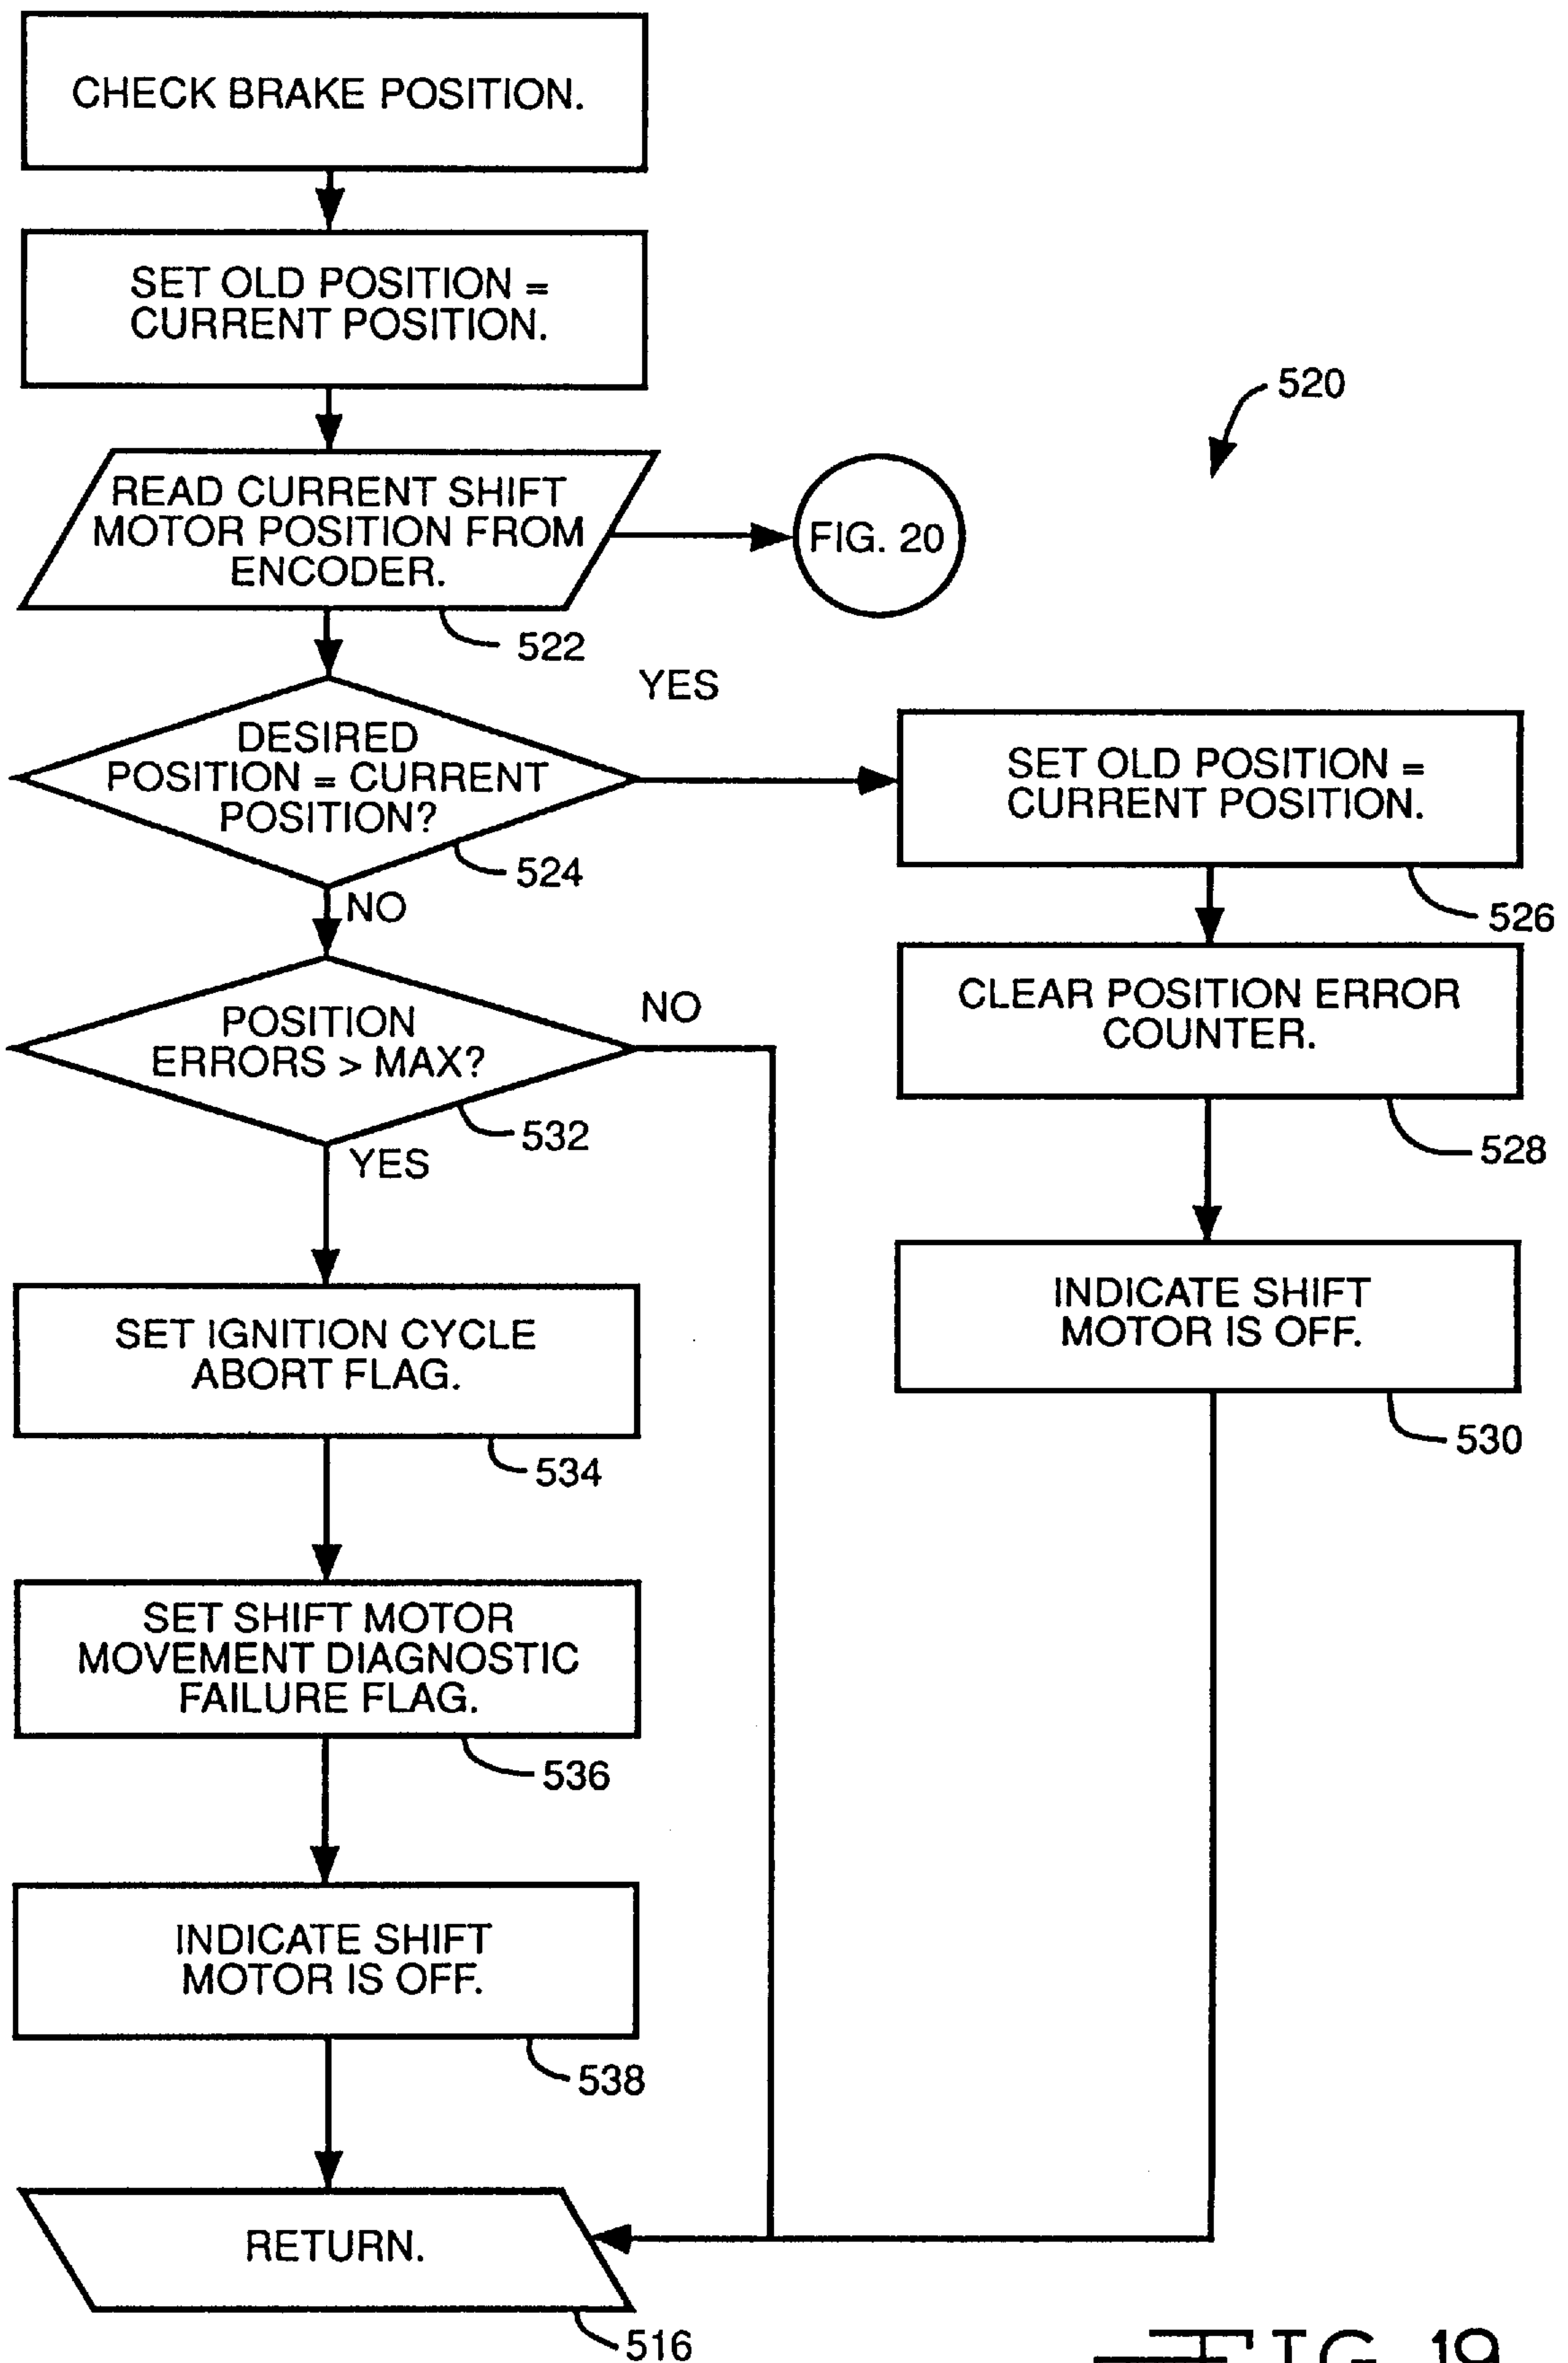 CHECK BRAKE POSITION.
SET OLD POSITION =
CURRENT POSITION.
520
READ CURRENT SHIFT
MOTOR POSITION FROM
ENCODER.
FIG. 20
522
YES
DESIRED
POSITION = CURRENT
POSITION?
524
NO
SET OLD POSITION =
CURRENT POSITION.
526
CLEAR POSITION ERROR
COUNTER.
528
POSITION
ERRORS > MAX?
NO
532
YES
INDICATE SHIFT
MOTOR IS OFF.
530
SET IGNITION CYCLE
ABORT FLAG.
534
SET SHIFT MOTOR
MOVEMENT DIAGNOSTIC
FAILURE FLAG.
536
INDICATE SHIFT
MOTOR IS OFF.
538
RETURN.
516
FIG 19